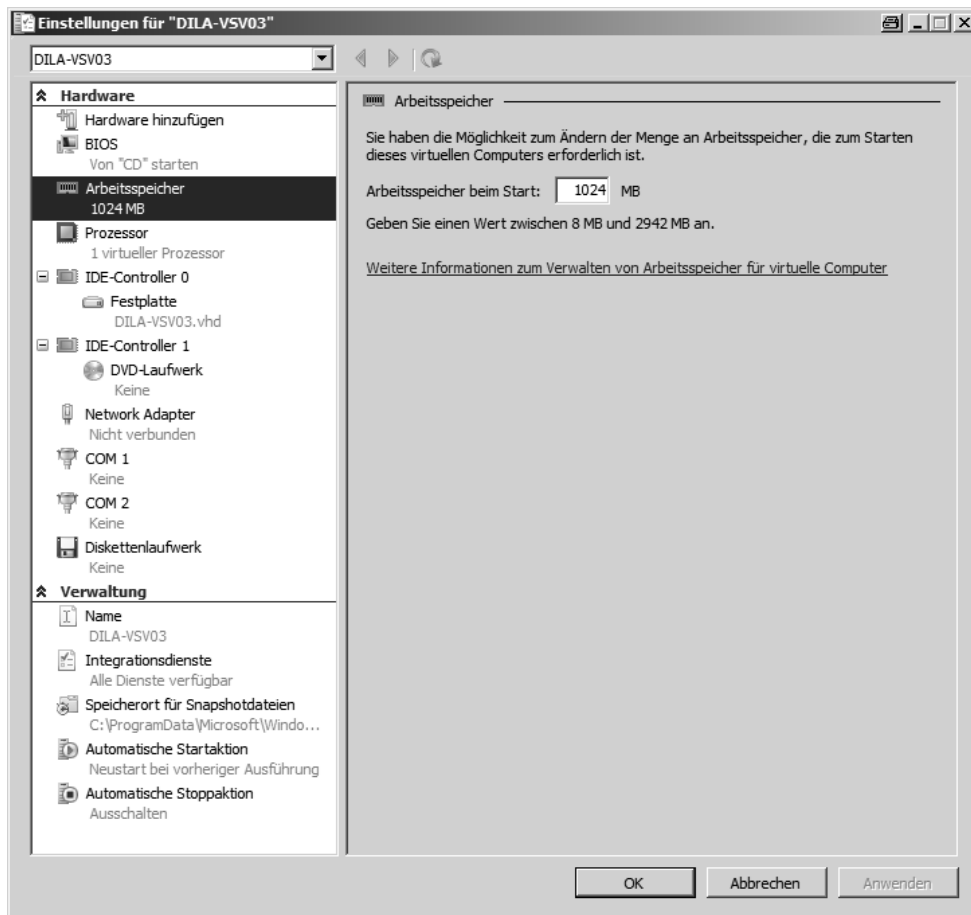 Einstellungen für "DILA-VSV03"
DILA-VSV03
Hardware
Hardware hinzufügen
BIOS
Von "CD" starten
Arbeitsspeicher
1024 MB
Prozessor
1 virtueller Prozessor
IDE-Controller 0
Festplatte
DILA-VSV03.vhd
IDE-Controller 1
DVD-Laufwerk
Keine
Network Adapter
Nicht verbunden
COM 1
Keine
COM 2
Keine
Diskettenlaufwerk
Keine
Verwaltung
Name
DILA-VSV03
Integrationsdienste
Alle Dienste verfügbar
Speicherort für Snapshotdateien
C:\ProgramData\Microsoft\Windo...
Automatische Startaktion
Neustart bei vorheriger Ausführung
Automatische Stoppaktion
Ausschalten
Arbeitsspeicher
Sie haben die Möglichkeit zum Ändern der Menge an Arbeitsspeicher, die zum Starten
dieses virtuellen Computers erforderlich ist.
Arbeitsspeicher beim Start: 1024 MB
Geben Sie einen Wert zwischen 8 MB und 2942 MB an.
Weitere Informationen zum Verwalten von Arbeitsspeicher für virtuelle Computer
OK Abbrechen Anwenden